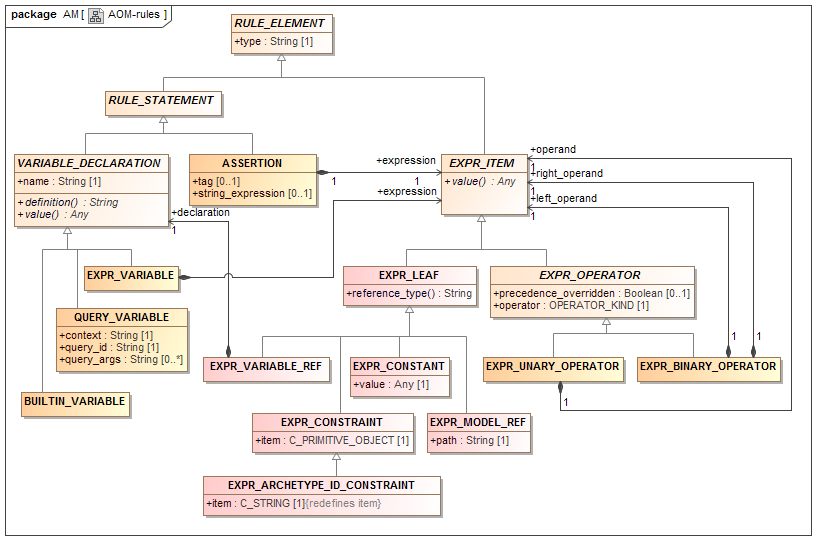 package AM [ AOM-rules ]
RULE_ELEMENT
+type : String [1]
RULE_STATEMENT
VARIABLE_DECLARATION
+name : String [1]
+definition() : String
+value() : Any
ASSERTION
+tag [0..1]
+string_expression [0..1]
EXPR_ITEM
+value() : Any
+operand
+expression
1
1
+right_operand
1
+expression
1
+left_operand
1
+declaration
1
EXPR_VARIABLE
EXPR_LEAF
+reference_type() : String
EXPR_OPERATOR
+precedence_overridden : Boolean [0..1]
+operator : OPERATOR_KIND [1]
QUERY_VARIABLE
+context : String [1]
+query_id : String [1]
+query_args : String [0..*]
1
1
EXPR_VARIABLE_REF
EXPR_CONSTANT
+value : Any [1]
EXPR_UNARY_OPERATOR
EXPR_BINARY_OPERATOR
1
BUILTIN_VARIABLE
EXPR_CONSTRAINT
+item : C_PRIMITIVE_OBJECT [1]
EXPR_MODEL_REF
+path : String [1]
EXPR_ARCHETYPE_ID_CONSTRAINT
+item : C_STRING [1]{redefines item}